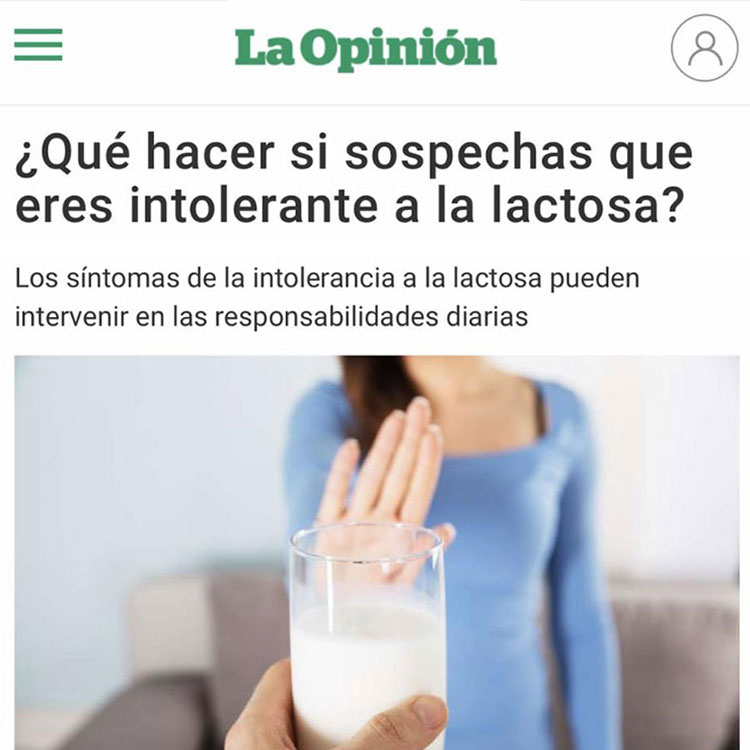 La Opinión
¿Qué hacer si sospechas que
eres intolerante a la lactosa?
Los síntomas de la intolerancia a la lactosa pueden
intervenir en las responsabilidades diarias